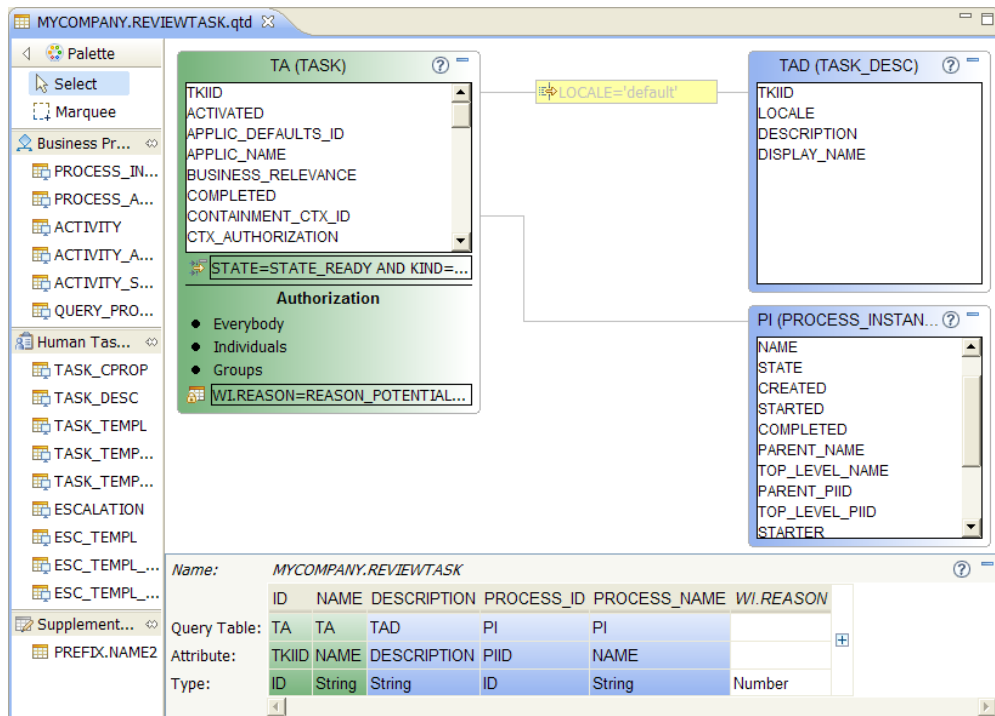 MYCOMPANY.REVIEWTASK.qtd
Palette
Select
Marquee
Business Pr...
PROCESS_IN...
PROCESS_A...
ACTIVITY
ACTIVITY_A...
ACTIVITY_S...
QUERY_PRO...
Human Tas...
TASK_CPROP
TASK_DESC
TASK_TEMPL
TASK_TEMP...
TASK_TEMP...
ESCALATION
ESC_TEMPL
ESC_TEMPL_...
ESC_TEMPL_...
Supplement...
PREFIX.NAME2
TA (TASK)
TKIID
ACTIVATED
APPLIC_DEFAULTS_ID
APPLIC_NAME
BUSINESS_RELEVANCE
COMPLETED
CONTAINMENT_CTX_ID
CTX_AUTHORIZATION
STATE=STATE_READY AND KIND=...
Authorization
Everybody
Individuals
Groups
WI.REASON=REASON_POTENTIAL...
LOCALE='default'
TAD (TASK_DESC)
TKIID
LOCALE
DESCRIPTION
DISPLAY_NAME
PI (PROCESS_INSTAN...
NAME
STATE
CREATED
STARTED
COMPLETED
PARENT_NAME
TOP_LEVEL_NAME
PARENT_PIID
TOP_LEVEL_PIID
STARTER
Name: MYCOMPANY.REVIEWTASK
ID NAME DESCRIPTION PROCESS_ID PROCESS_NAME WI.REASON
Query Table: TA TA TAD PI PI
Attribute: TKIID NAME DESCRIPTION PIID NAME
Type: ID String String ID String Number